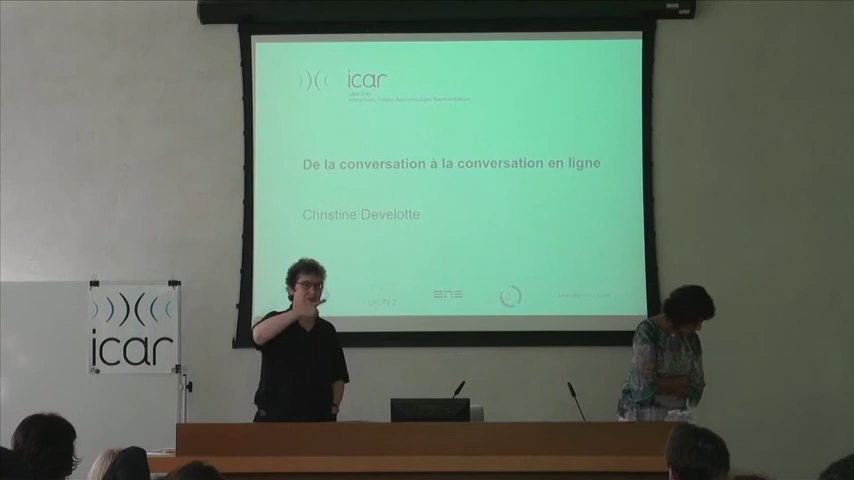 icar
De la conversation à la conversation en ligne
Christine Develotte
LYON 2
icar